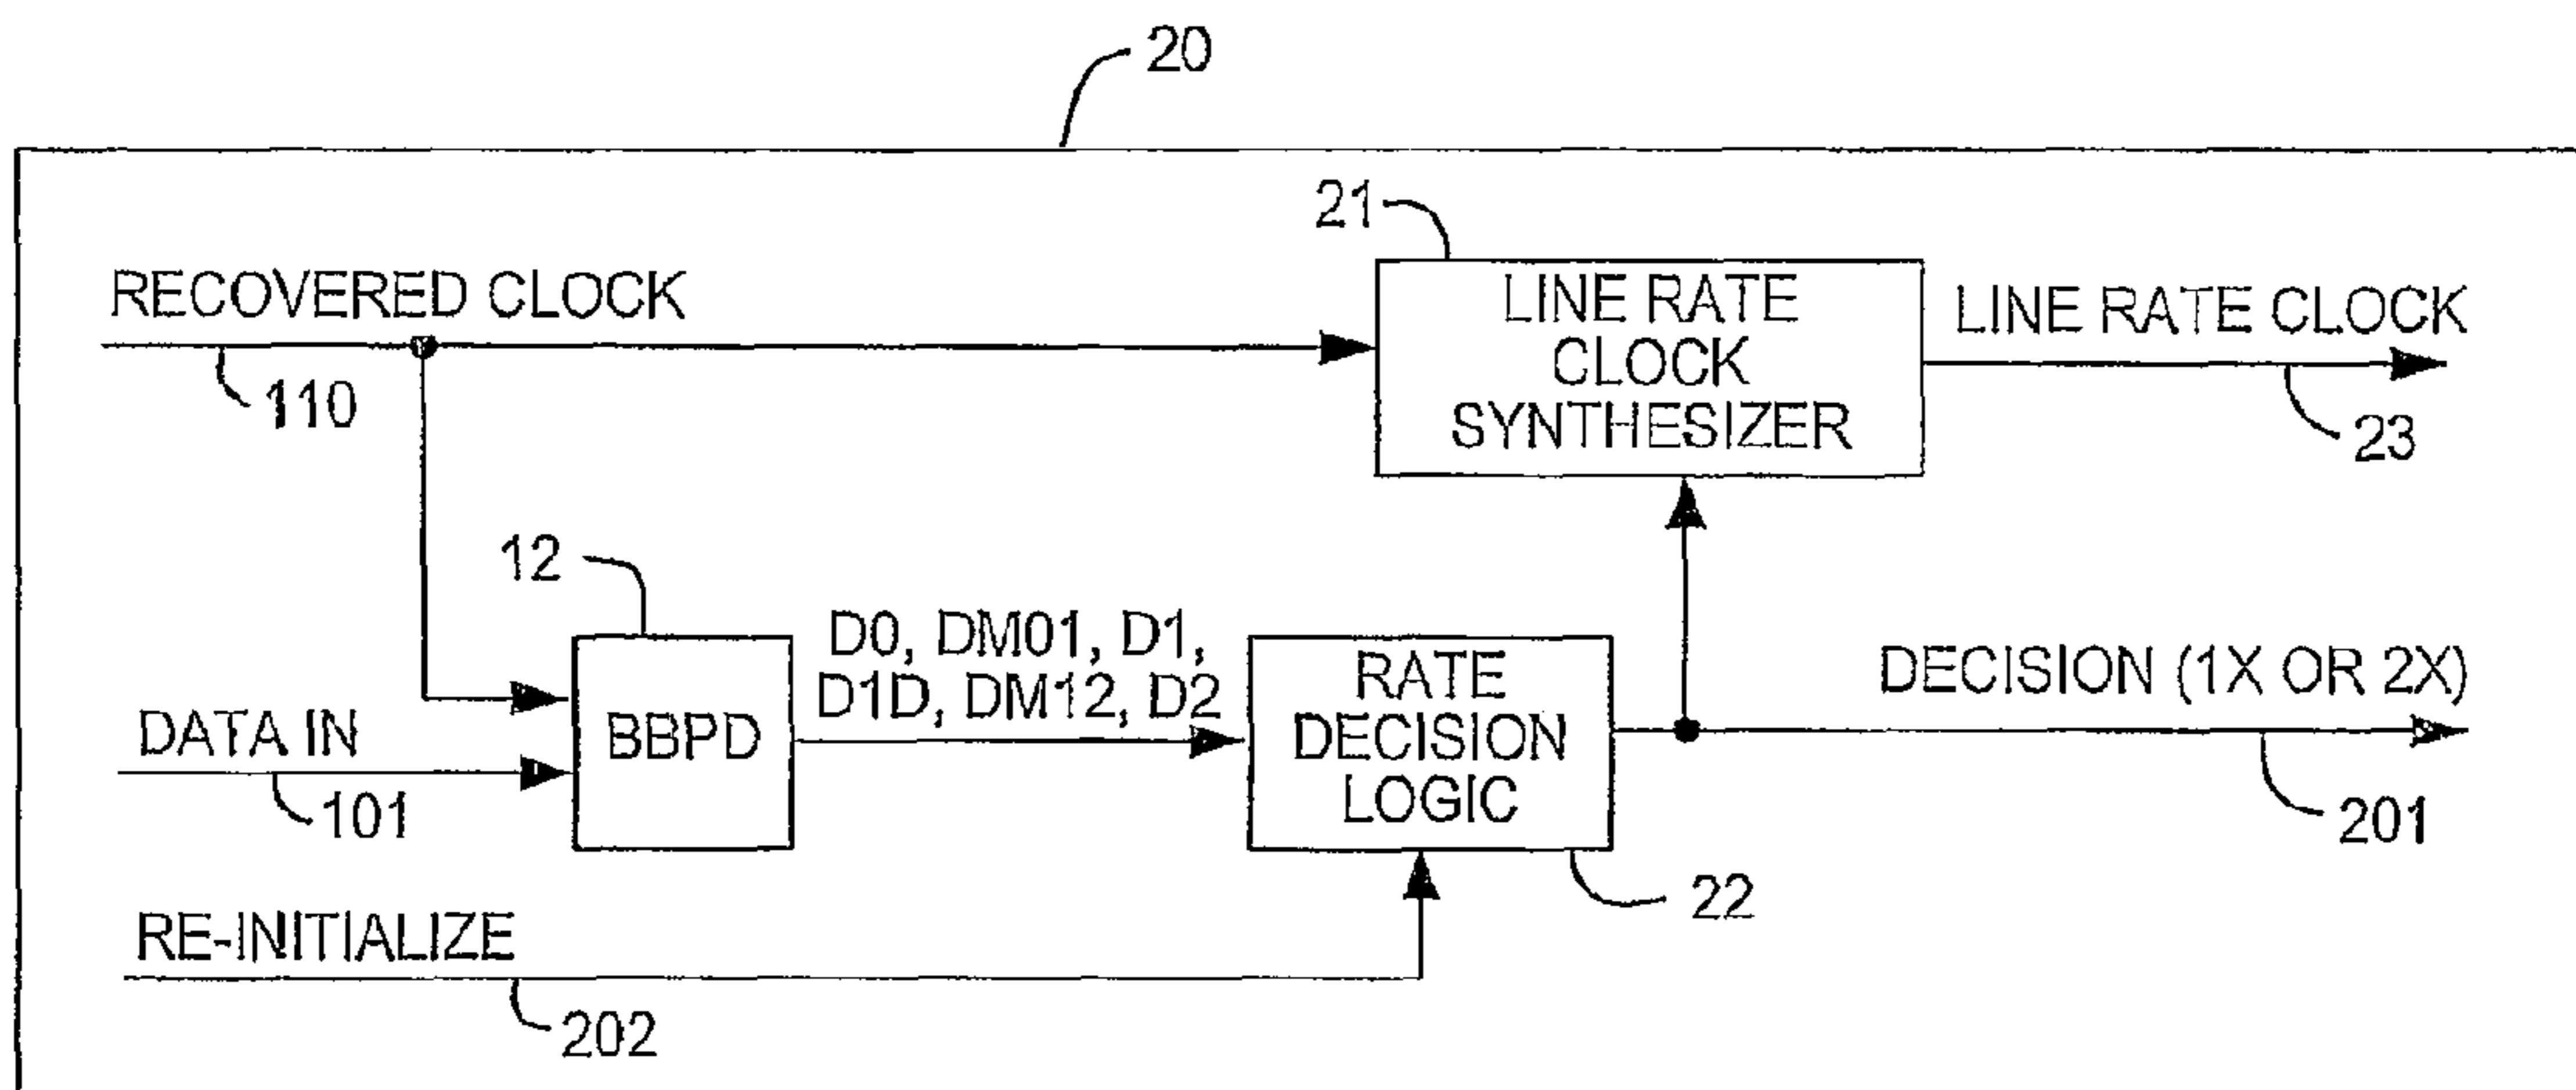 20
21
RECOVERED CLOCK
LINE RATE
CLOCK
SYNTHESIZER
LINE RATE CLOCK
110
23
12
D0, DM01, D1,
D1D, DM12, D2
BBPD
RATE
DECISION
LOGIC
DECISION (1X OR 2X)
DATA IN
101
201
22
RE-INITIALIZE
202